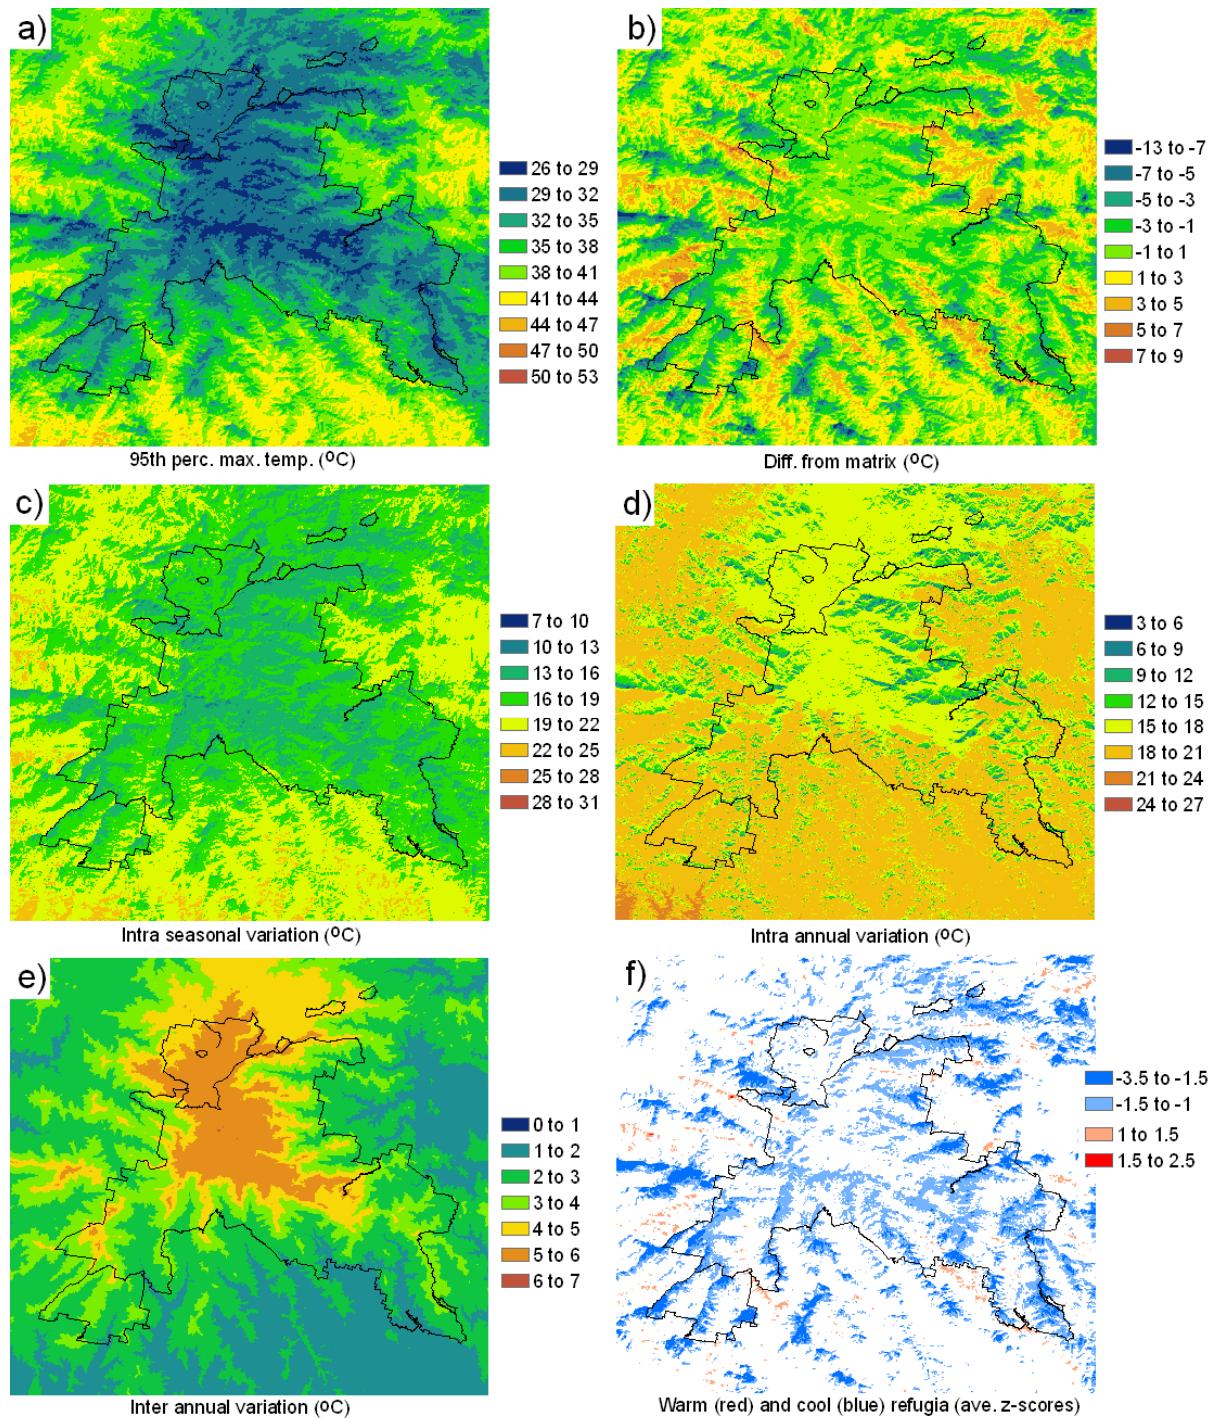 a)
26 to 29
29 to 32
32 to 35
35 to 38
38 to 41
41 to 44
44 to 47
47 to 50
50 to 53
95th perc. max. temp. (ºC)
b)
-13 to -7
-7 to -5
-5 to -3
-3 to -1
-1 to 1
1 to 3
3 to 5
5 to 7
7 to 9
Diff. from matrix (ºC)
c)
7 to 10
10 to 13
13 to 16
16 to 19
19 to 22
22 to 25
25 to 28
28 to 31
Intra seasonal variation (ºC)
d)
3 to 6
6 to 9
9 to 12
12 to 15
15 to 18
18 to 21
21 to 24
24 to 27
Intra annual variation (ºC)
e)
0 to 1
1 to 2
2 to 3
3 to 4
4 to 5
5 to 6
6 to 7
Inter annual variation (ºC)
f)
-3.5 to -1.5
-1.5 to -1
1 to 1.5
1.5 to 2.5
Warm (red) and cool (blue) refugia (ave. z-scores)